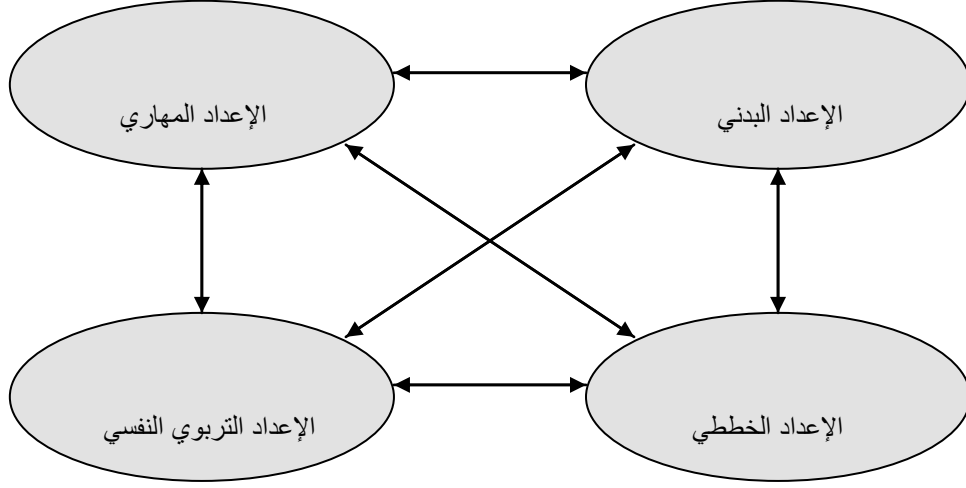 الإعداد البدني
الإعداد المهاري
الإعداد الخططي
الإعداد التربوي النفسي